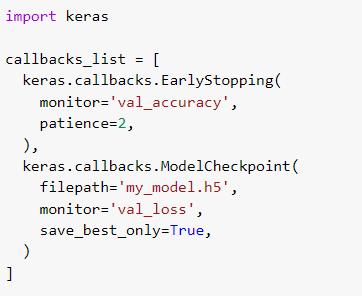 import keras

callbacks_list = [
  keras.callbacks.EarlyStopping(
    monitor='val_accuracy',
    patience=2,
  ),
  keras.callbacks.ModelCheckpoint(
    filepath='my_model.h5',
    monitor='val_loss',
    save_best_only=True,
  )
]